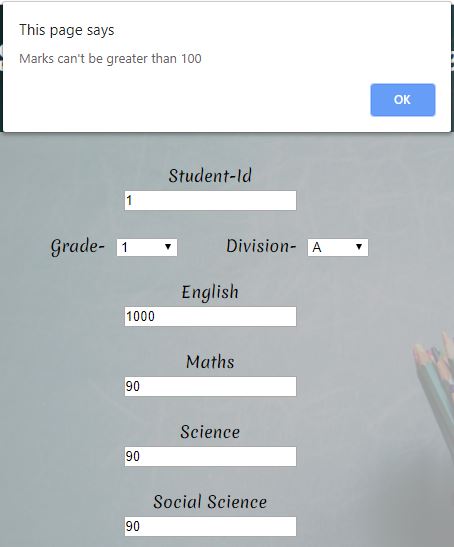 This page says
Marks can't be greater than 100
OK
Student-Id
1
Grade- 1 Division- A
English
1000
Maths
90
Science
90
Social Science
90